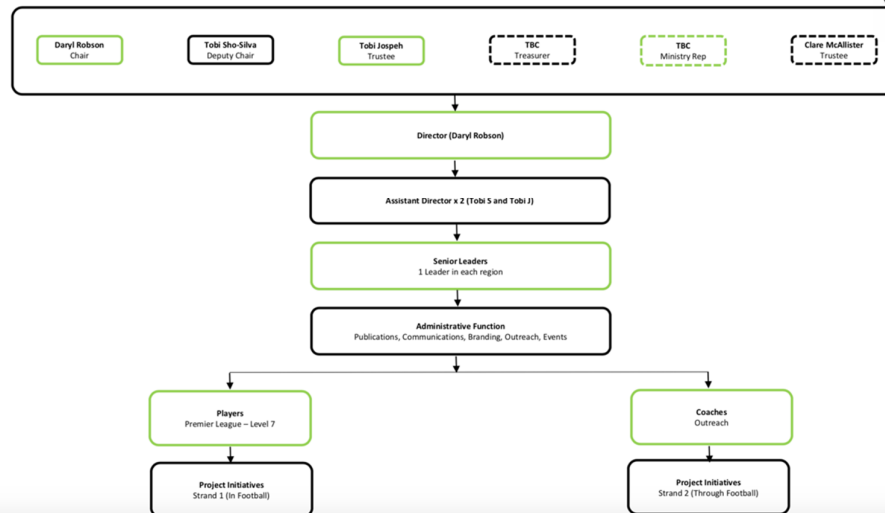 Daryl Robson
Chair
Tobi Sho-Silva
Deputy Chair
Tobi Jospeh
Trustee
TBC
Treasurer
TBC
Ministry Rep
Clare McAllister
Trustee
Director (Daryl Robson)
Assistant Director x 2 (Tobi S and Tobi J)
Senior Leaders
1 Leader in each region
Administrative Function
Publications, Communications, Branding, Outreach, Events
Players
Premier League – Level 7
Coaches
Outreach
Project Initiatives
Strand 1 (In Football)
Project Initiatives
Strand 2 (Through Football)